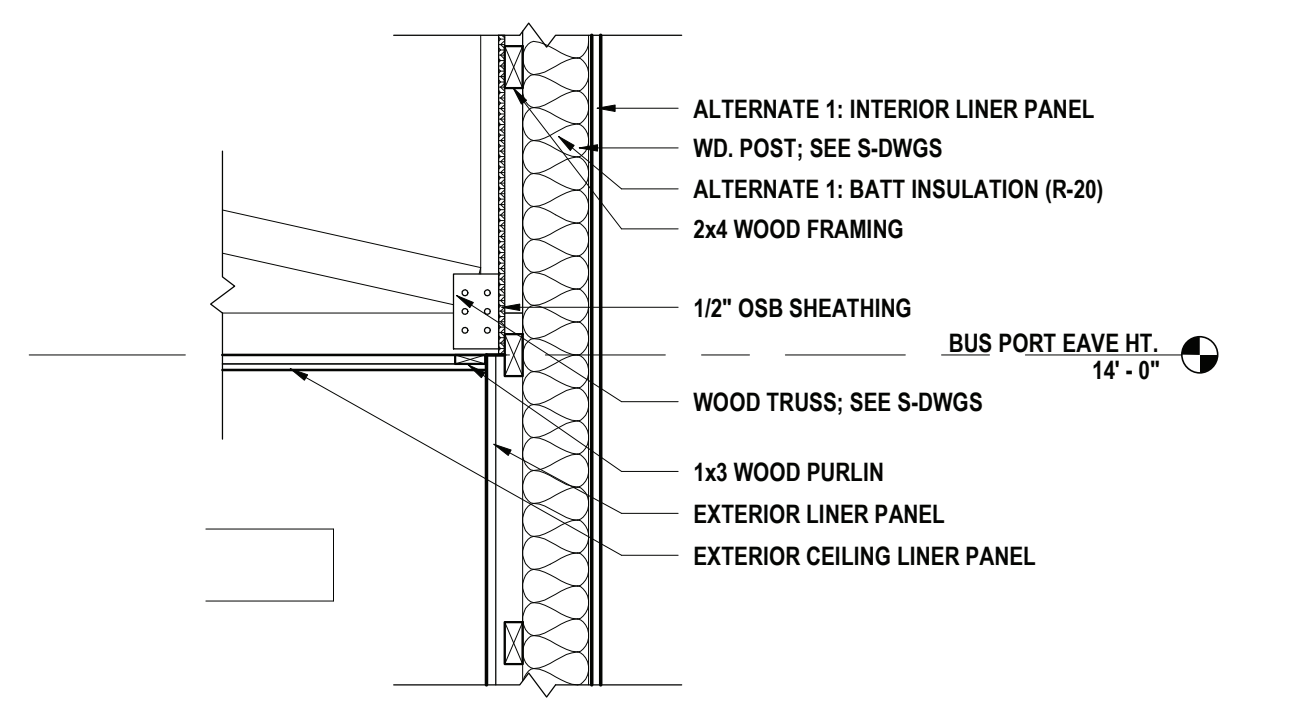 ALTERNATE 1: INTERIOR LINER PANEL
WD. POST; SEE S-DWGS
ALTERNATE 1: BATT INSULATION (R-20)
2x4 WOOD FRAMING
1/2" OSB SHEATHING
BUS PORT EAVE HT.
14' - 0"
WOOD TRUSS; SEE S-DWGS
1x3 WOOD PURLIN
EXTERIOR LINER PANEL
EXTERIOR CEILING LINER PANEL